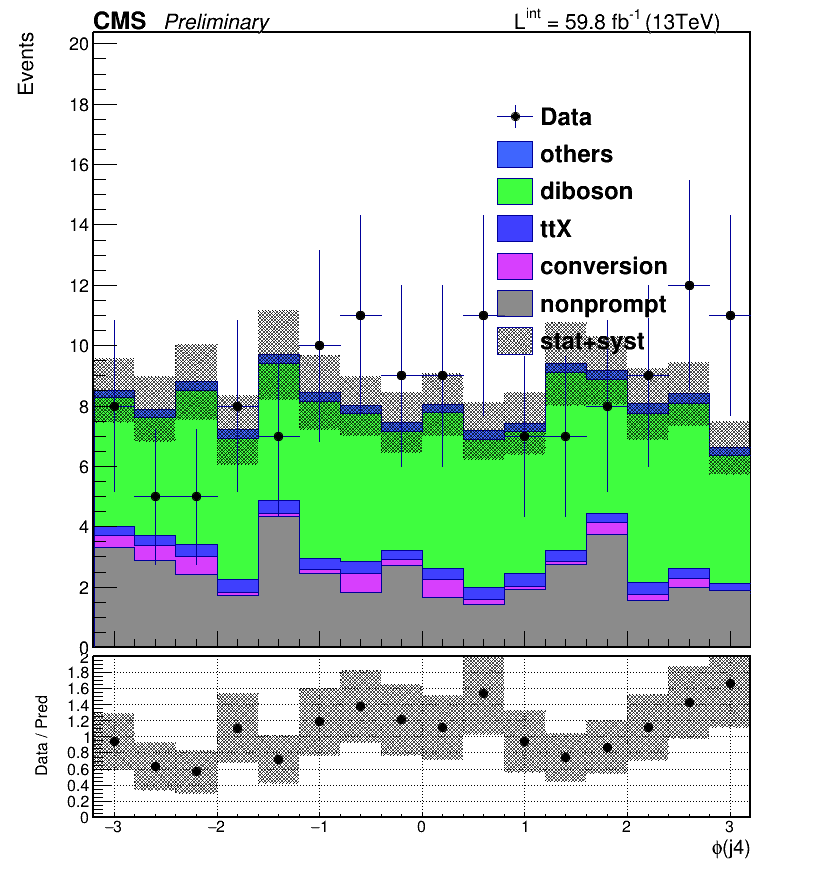 CMS Preliminary L^int = 59.8 fb^-1 (13TeV)
Events
20
18
16
14
12
10
8
6
4
2
0
Data
others
diboson
ttX
conversion
nonprompt
stat+syst
Data / Pred
2
1.8
1.6
1.4
1.2
1
0.8
0.6
0.4
0.2
0
−3 −2 −1 0 1 2 3
ϕ(j4)